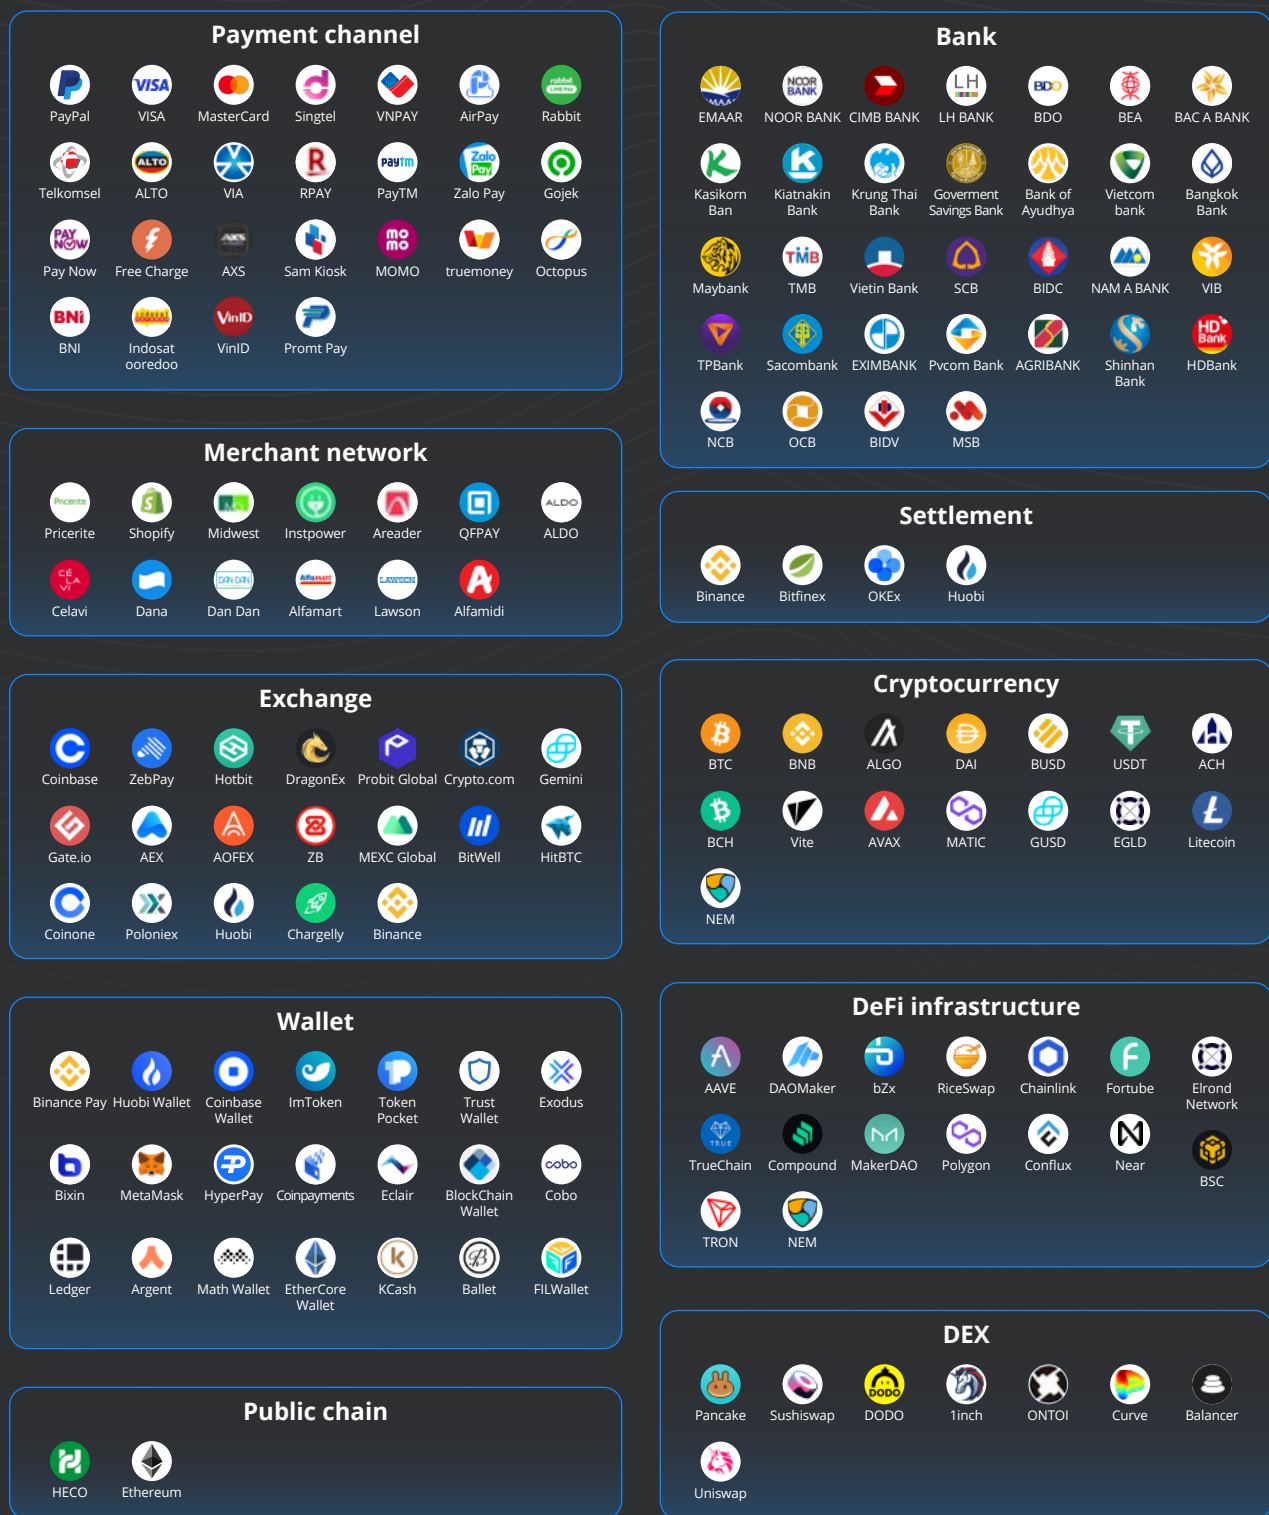 Payment channel
PayPal VISA MasterCard Singtel VNPAY AirPay Rabbit
Telkomsel ALTO VIA RPAY PayTM Zalo Pay Gojek
Pay Now Free Charge AXS Sam Kiosk MOMO truemoney Octopus
BNI Indosat ooredoo VinID Promt Pay
Merchant network
Pricerite Shopify Midwest Instpower Areader QFPAY ALDO
Celavi Dana Dan Dan Alfamart Lawson Alfamidi
Exchange
Coinbase ZebPay Hotbit DragonEx Probit Global Crypto.com Gemini
Gate.io AEX AOFEX ZB MEXC Global BitWell HitBTC
Coinone Poloniex Huobi Chargelly Binance
Wallet
Binance Pay Huobi Wallet Coinbase Wallet ImToken Token Pocket Trust Wallet Exodus
Bixin MetaMask HyperPay Coinpayments Eclair BlockChain Wallet Cobo
Ledger Argent Math Wallet EtherCore Wallet KCash Ballet FILWallet
Public chain
HECO Ethereum
Bank
EMAAR NOOR BANK CIMB BANK LH BANK BDO BEA BAC A BANK
Kasikorn Ban Kiatnakin Bank Krung Thai Bank Goverment Savings Bank Bank of Ayudhya Vietcom bank Bangkok Bank
Maybank TMB Vietin Bank SCB BIDC NAM A BANK VIB
TPBank Sacombank EXIMBANK Pvcom Bank AGRIBANK Shinhan Bank HDBank
NCB OCB BIDV MSB
Settlement
Binance Bitfinex OKEx Huobi
Cryptocurrency
BTC BNB ALGO DAI BUSD USDT ACH
BCH Vite AVAX MATIC GUSD EGLD Litecoin
NEM
DeFi infrastructure
AAVE DAOMaker bZx RiceSwap Chainlink Fortube Elrond Network
TrueChain Compound MakerDAO Polygon Conflux Near BSC
TRON NEM
DEX
Pancake Sushiswap DODO 1inch ONTOI Curve Balancer
Uniswap